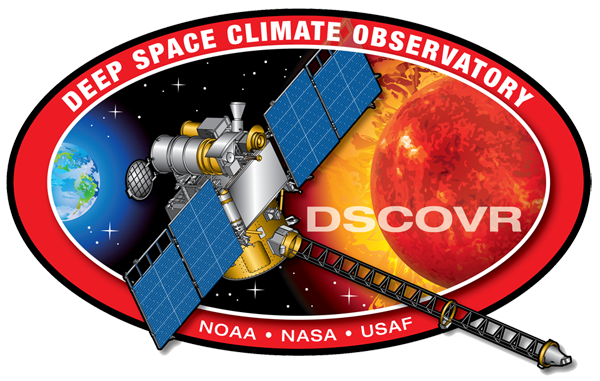 DEEP SPACE CLIMATE OBSERVATORY
DSCOVR
NOAA • NASA • USAF